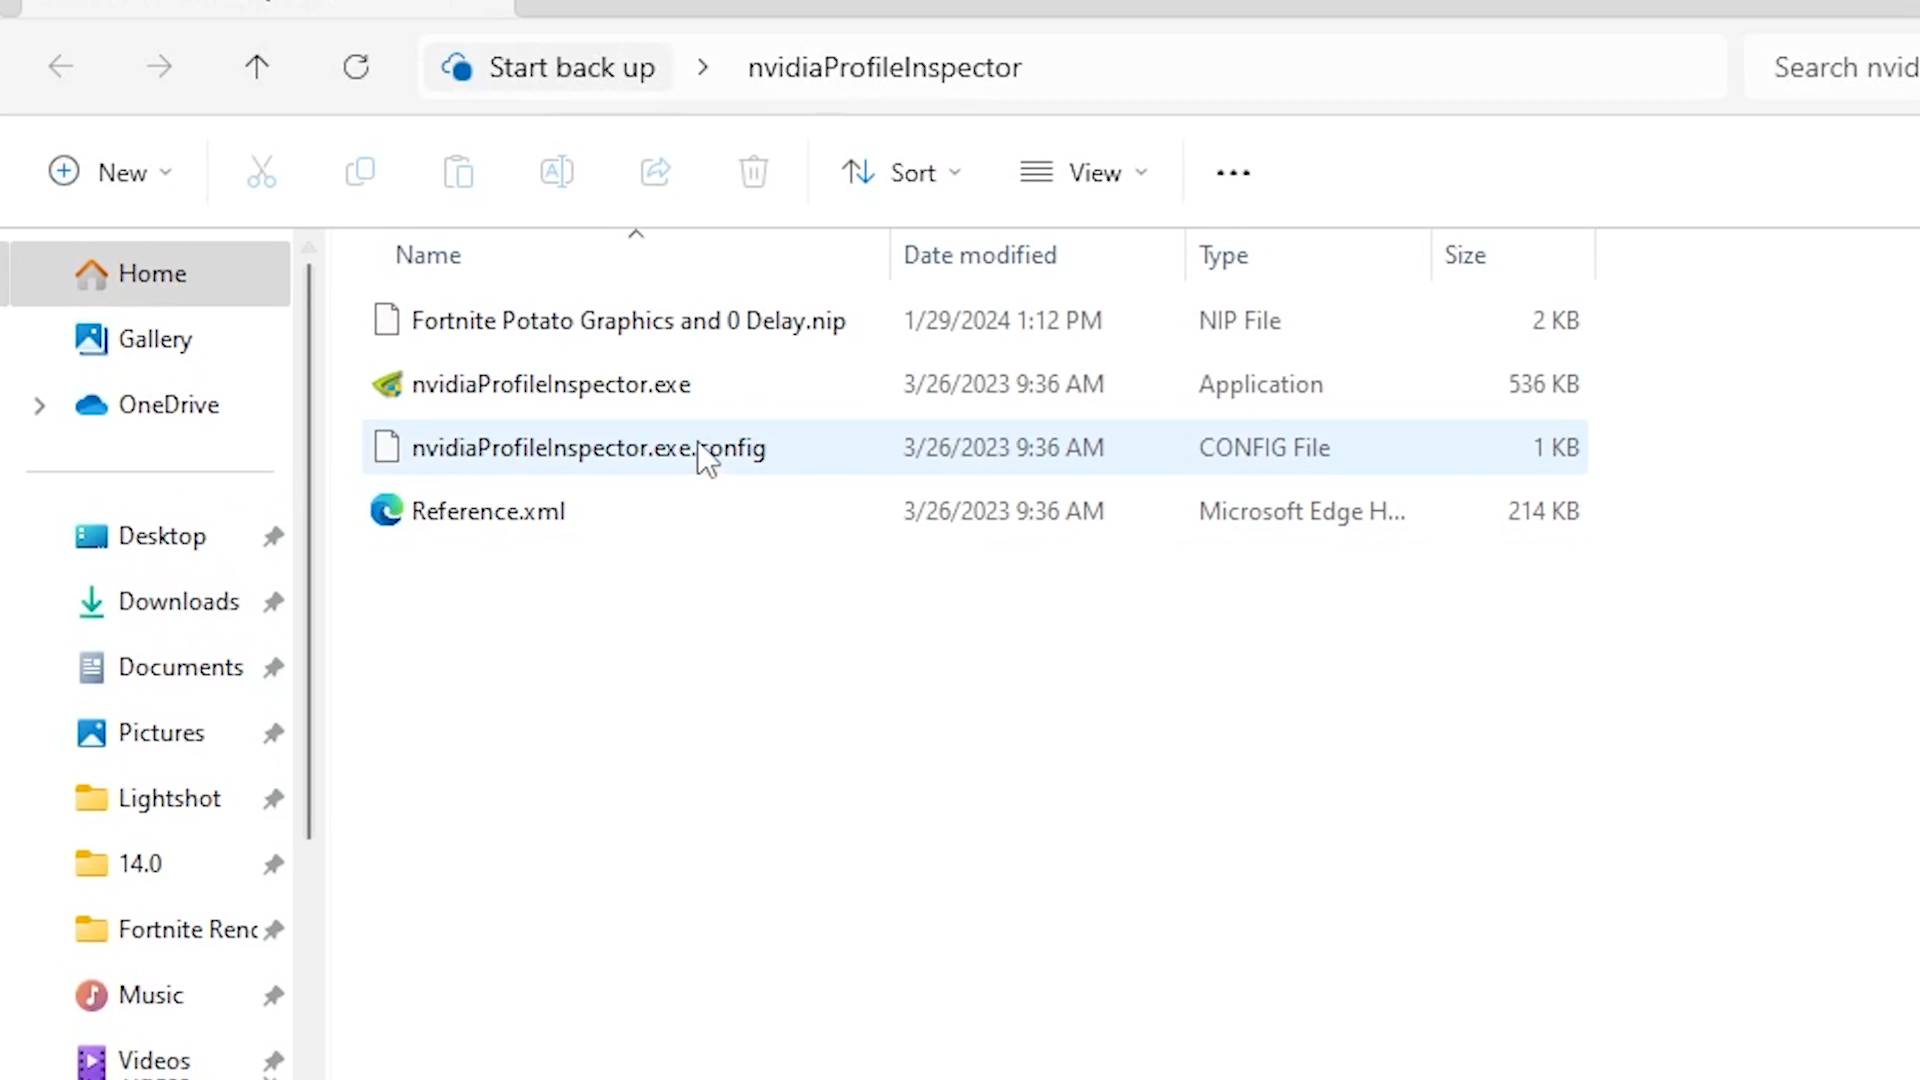 Start back up > nvidiaProfileInspector
Search nvid
New
Sort
View
Name Date modified Type Size
Home
Gallery
OneDrive
Desktop
Downloads
Documents
Pictures
Lightshot
14.0
Fortnite Renc
Music
Videos
Fortnite Potato Graphics and 0 Delay.nip 1/29/2024 1:12 PM NIP File 2 KB
nvidiaProfileInspector.exe 3/26/2023 9:36 AM Application 536 KB
nvidiaProfileInspector.exe.config 3/26/2023 9:36 AM CONFIG File 1 KB
Reference.xml 3/26/2023 9:36 AM Microsoft Edge H... 214 KB